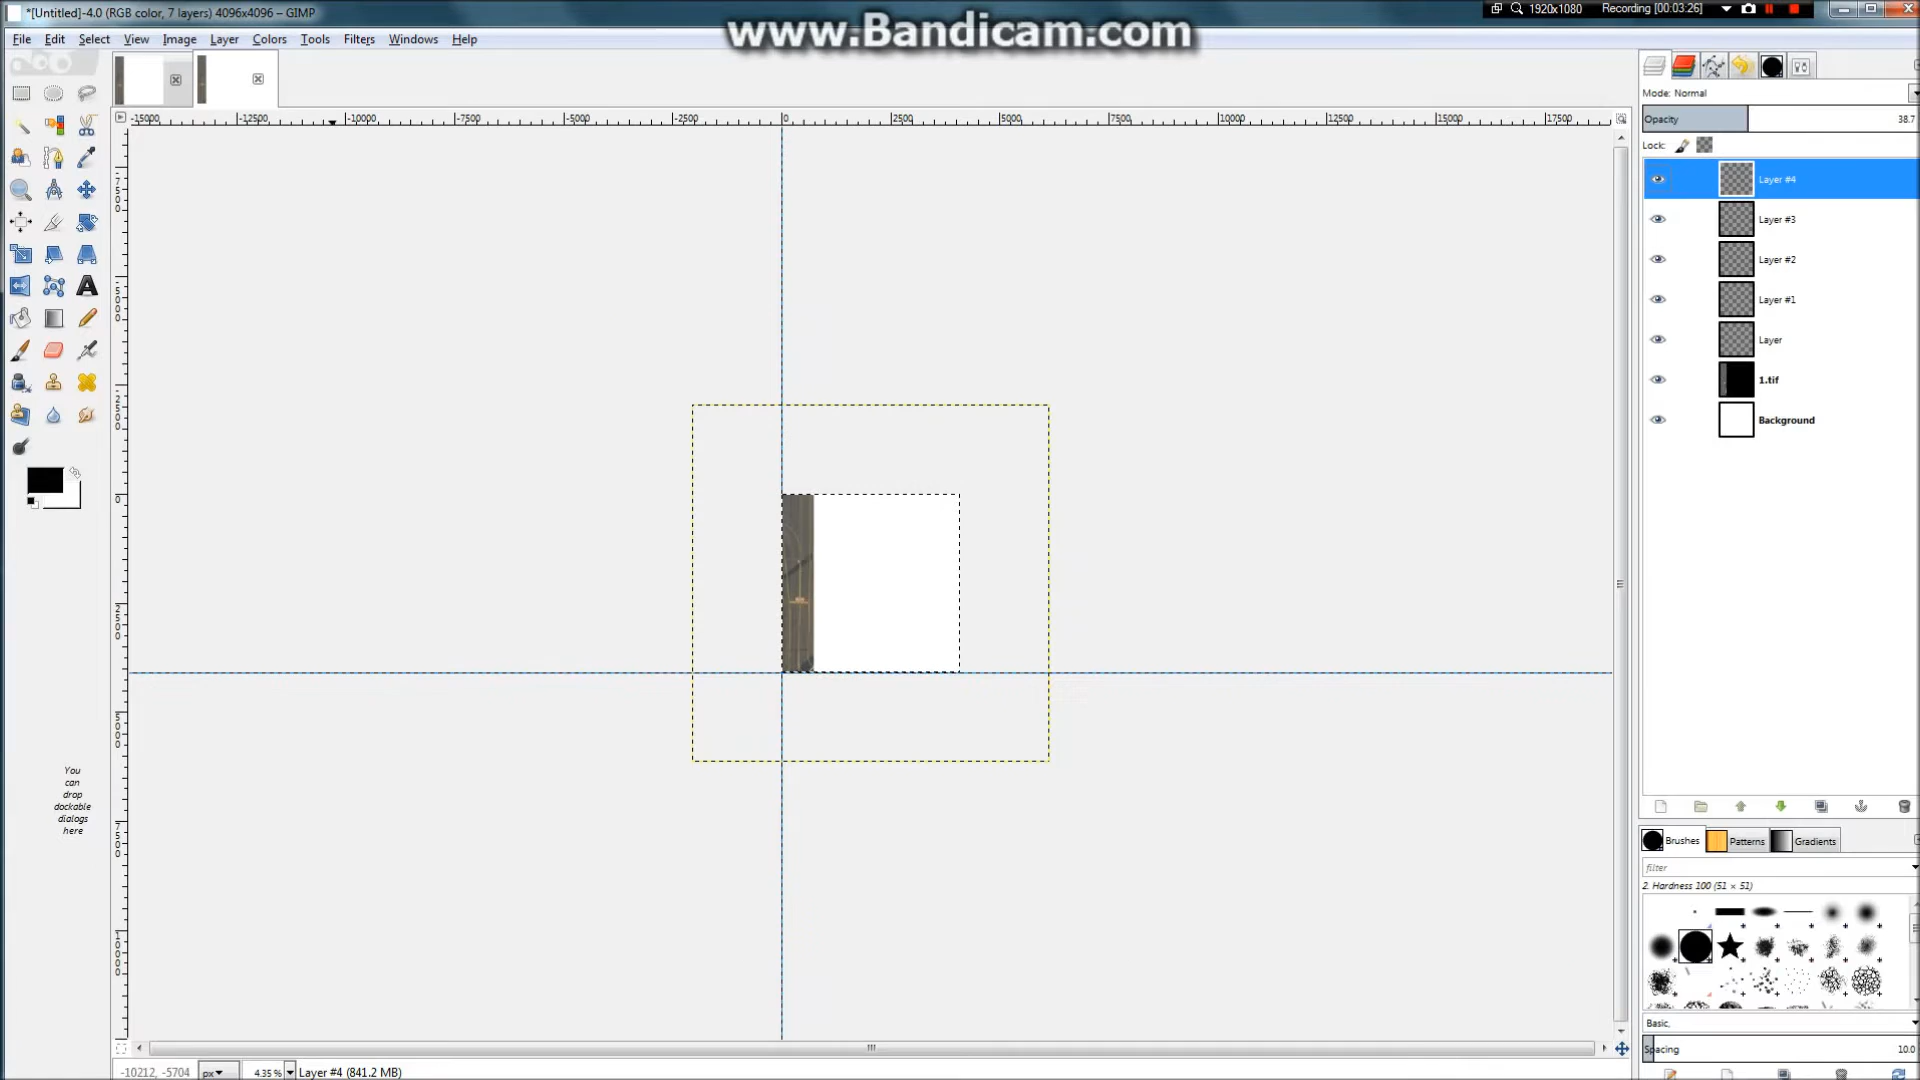 *[Untitled]-4.0 (RGB color, 7 layers) 4096x4096 – GIMP
www.Bandicam.com
1920x1080
Recording [00:03:26]
File Edit Select View Image Layer Colors Tools Filters Windows Help
-15000 -12500 -10000 -7500 -5000 -2500 0 2500 5000 7500 10000 12500 15000 17500
Mode: Normal
Opacity 38.7
Lock:
Layer #4
Layer #3
Layer #2
Layer #1
Layer
1.tif
Background
You
can
drop
dockable
dialogs
here
Brushes Patterns Gradients
filter
2. Hardness 100 (51 × 51)
Basic,
Spacing 10.0
-10212, -5704 px 4.35 % Layer #4 (841.2 MB)